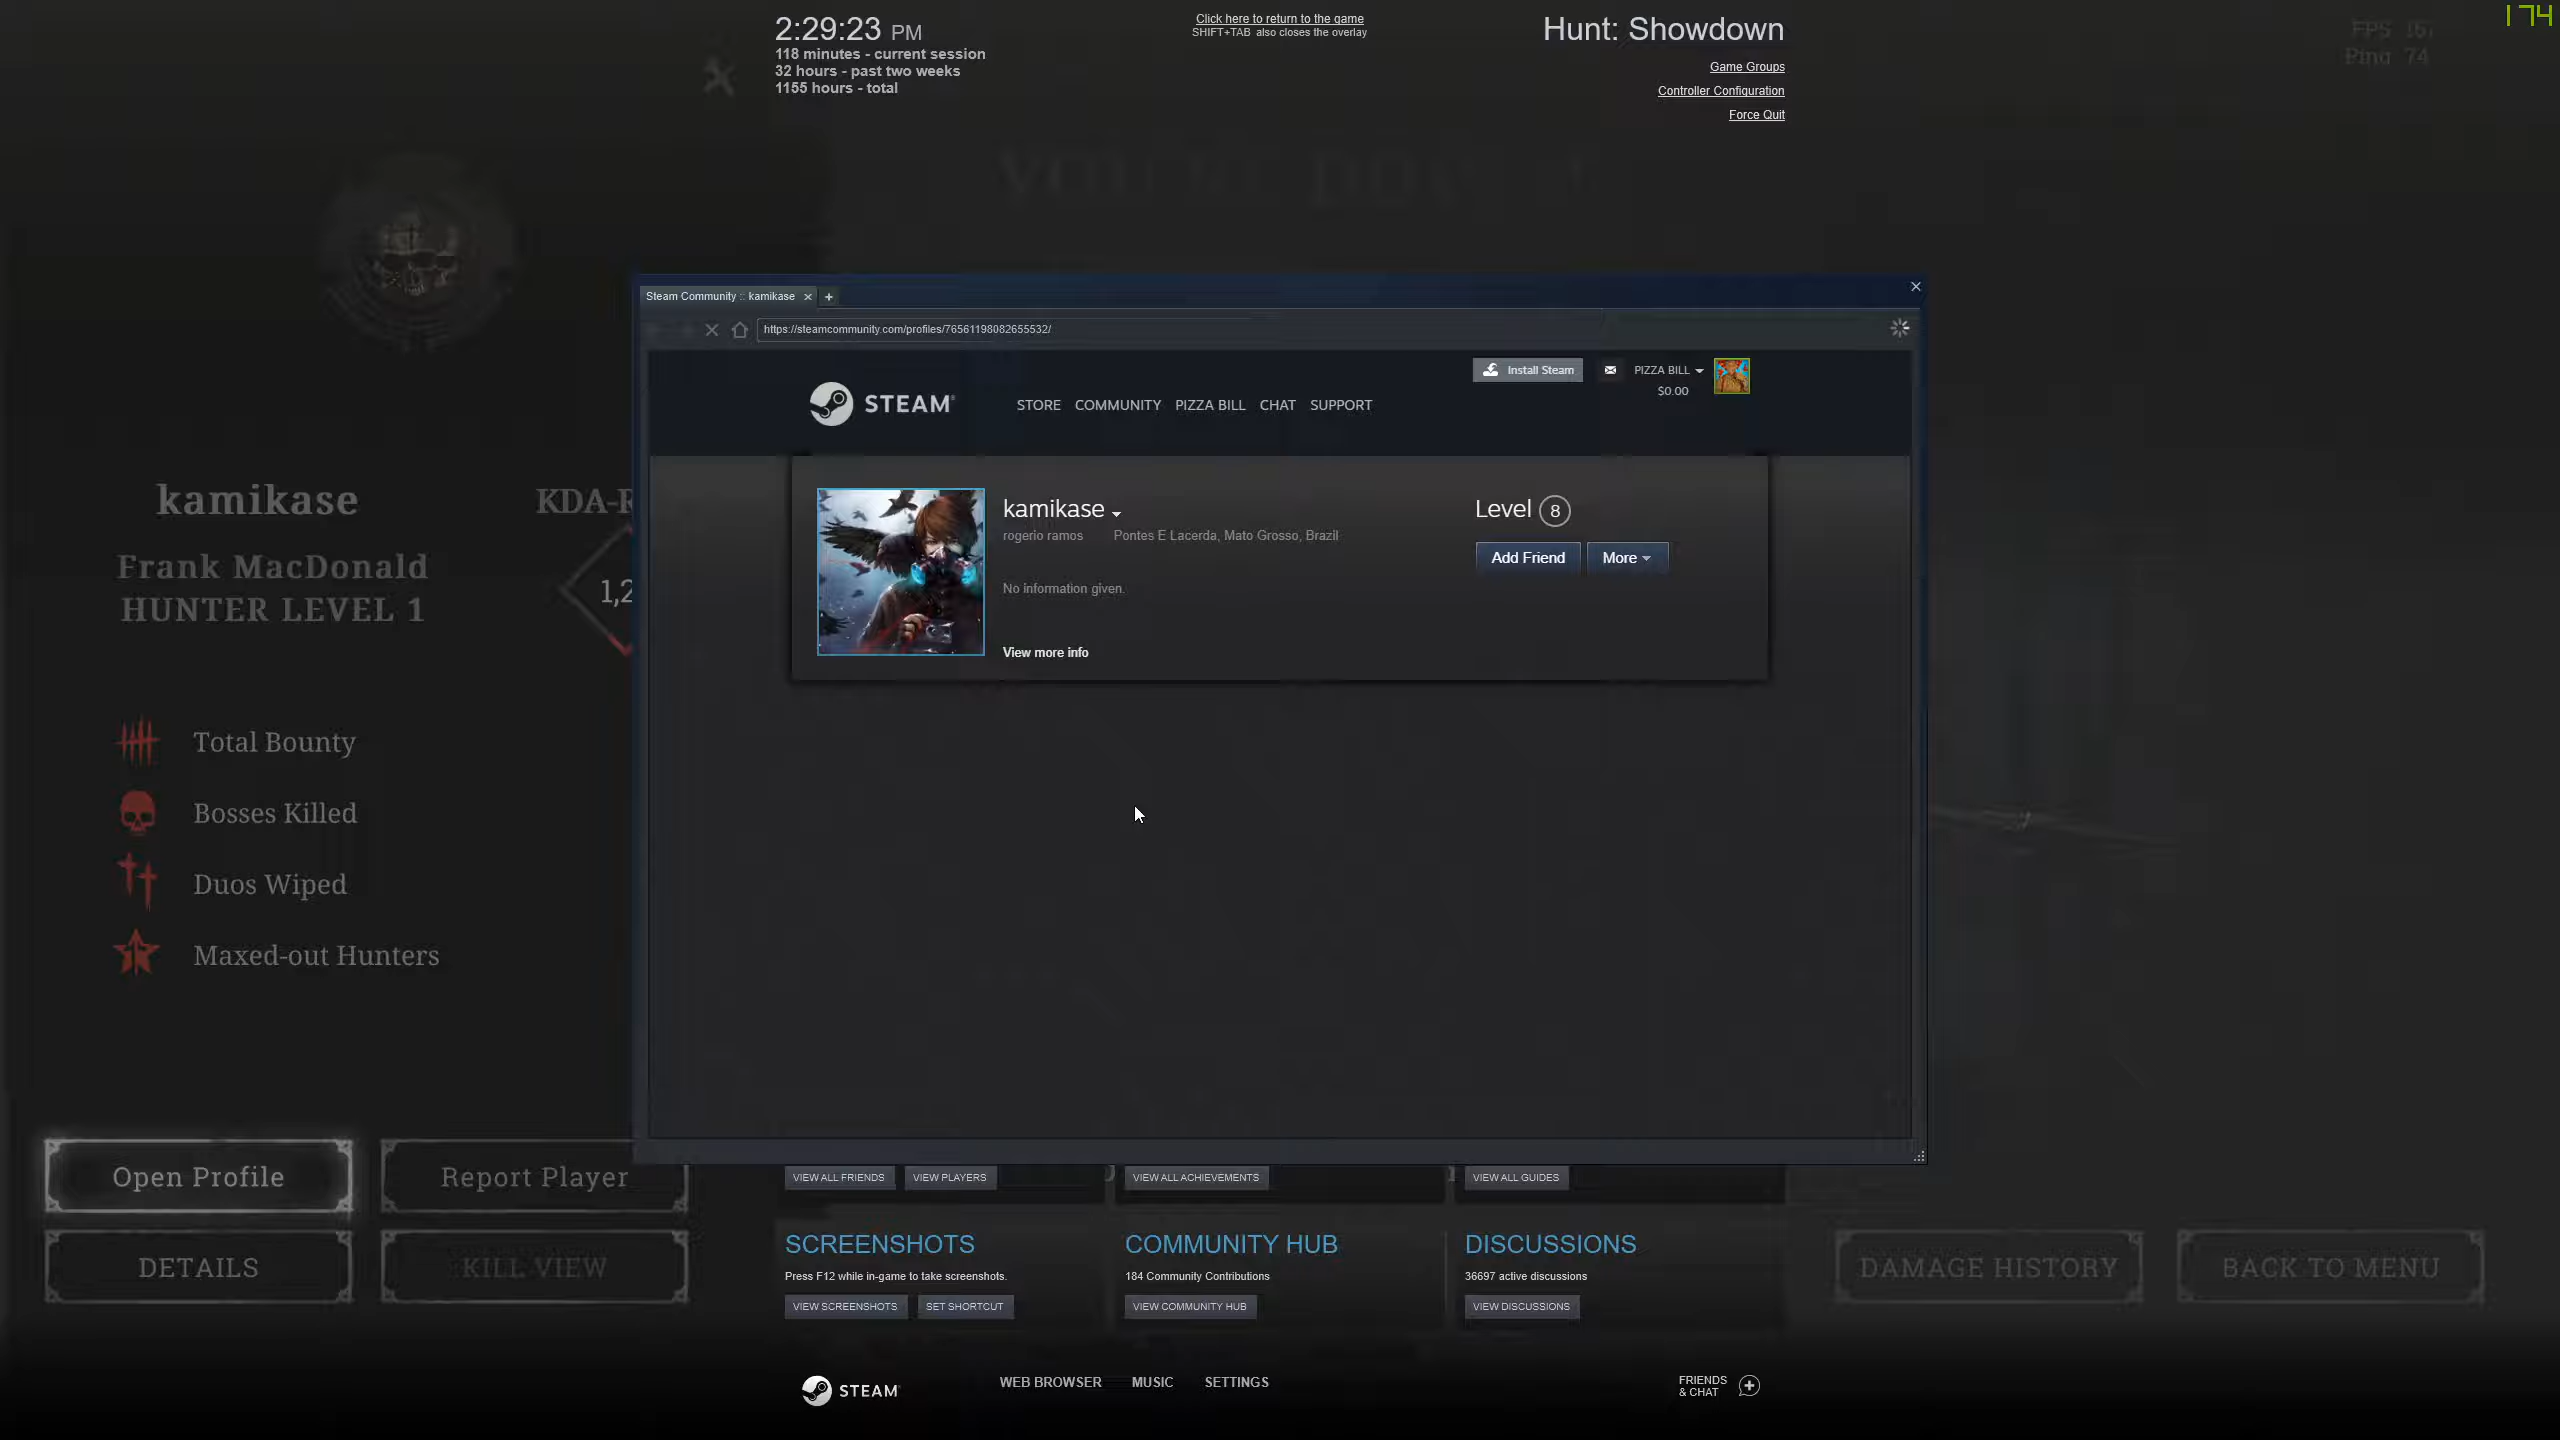 2:29:23 PM
118 minutes - current session
32 hours - past two weeks
1155 hours - total
Click here to return to the game
SHIFT+TAB also closes the overlay
Hunt: Showdown
Game Groups
Controller Configuration
Force Quit
174
FPS 167
Ping 74
Steam Community :: kamikase
https://steamcommunity.com/profiles/76561198082655532/
Install Steam
PIZZA BILL
$0.00
STEAM
STORE COMMUNITY PIZZA BILL CHAT SUPPORT
kamikase
rogerio ramos Pontes E Lacerda, Mato Grosso, Brazil
No information given.
View more info
Level 8
Add Friend
More
kamikase
KDA-R
Frank MacDonald
HUNTER LEVEL 1
1,2
Total Bounty
Bosses Killed
Duos Wiped
Maxed-out Hunters
Open Profile
Report Player
DETAILS
KILL VIEW
VIEW ALL FRIENDS
VIEW PLAYERS
VIEW ALL ACHIEVEMENTS
VIEW ALL GUIDES
SCREENSHOTS
Press F12 while in-game to take screenshots.
VIEW SCREENSHOTS
SET SHORTCUT
COMMUNITY HUB
184 Community Contributions
VIEW COMMUNITY HUB
DISCUSSIONS
36697 active discussions
VIEW DISCUSSIONS
DAMAGE HISTORY
BACK TO MENU
STEAM
WEB BROWSER
MUSIC
SETTINGS
FRIENDS
& CHAT